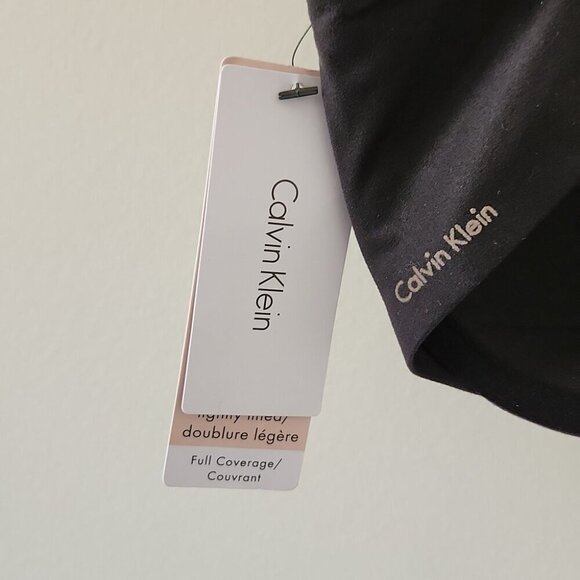 Calvin Klein
Calvin Klein
lightly lined/
doublure légère
Full Coverage/
Couvrant